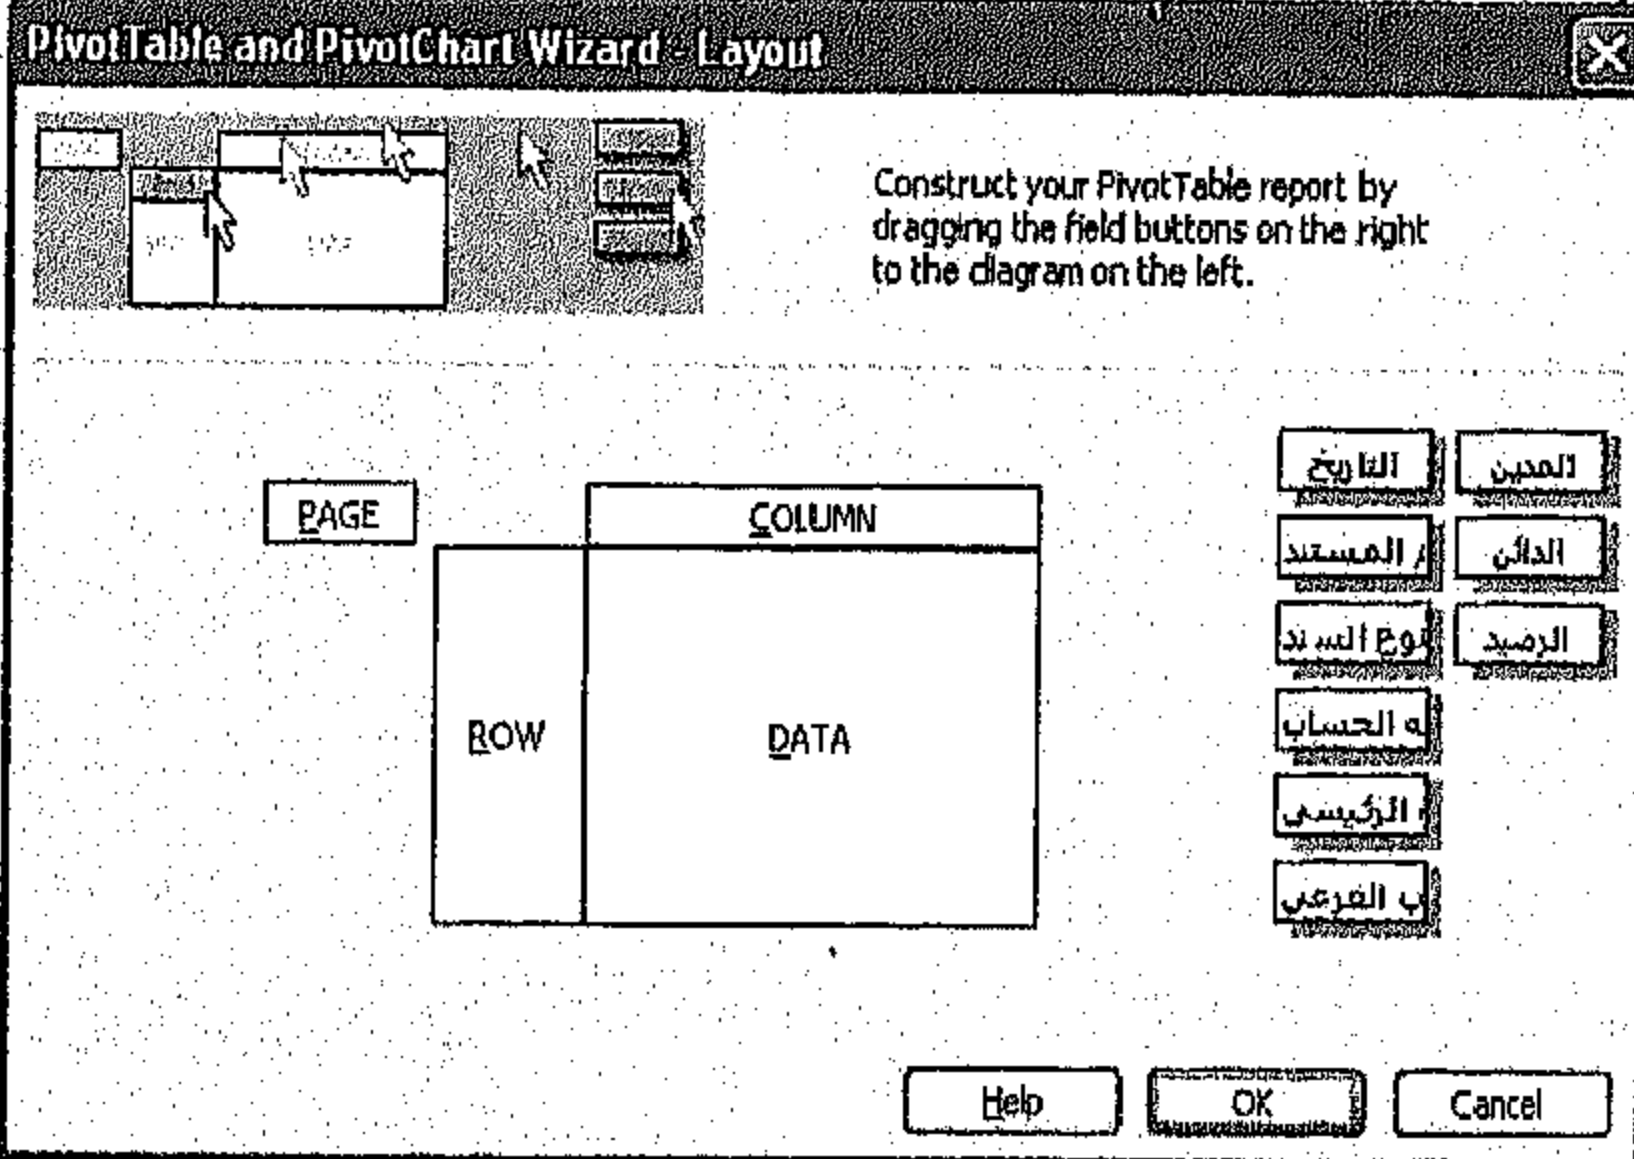 PivotTable and PivotChart Wizard - Layout
Construct your PivotTable report by
dragging the field buttons on the right
to the diagram on the left.
PAGE
COLUMN
ROW
DATA
التاريخ
المدين
المستند
الدائن
نوع السند
الرصيد
ه الحساب
الرئيسى
ب الفرعى
Help
OK
Cancel